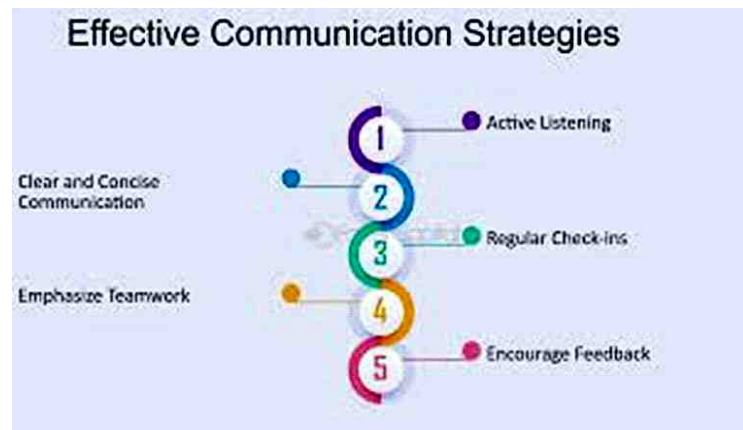 Effective Communication Strategies
1
Active Listening
Clear and Concise
Communication
2
3
Regular Check-ins
Emphasize Teamwork
4
5
Encourage Feedback